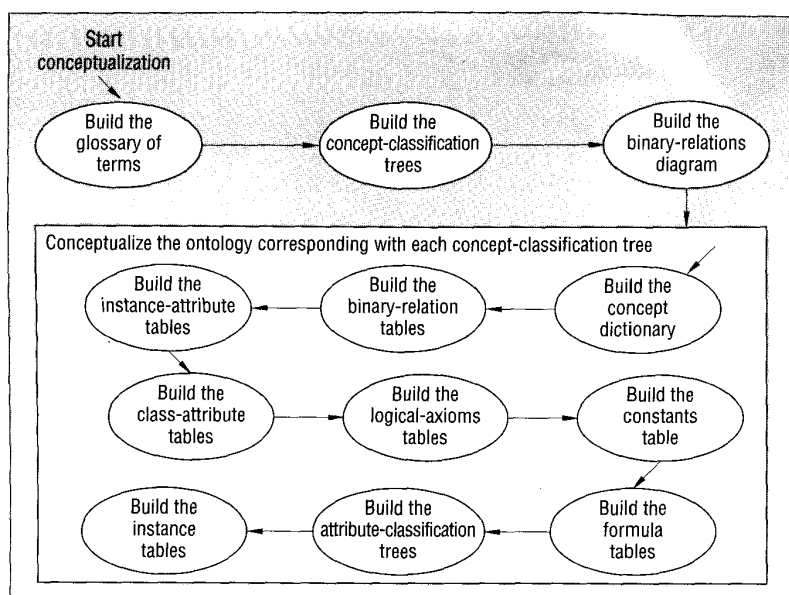 Start
conceptualization
Build the
glossary of
terms
Build the
concept-classification
trees
Build the
binary-relations
diagram
Conceptualize the ontology corresponding with each concept-classification tree
Build the
concept
dictionary
Build the
binary-relation
tables
Build the
instance-attribute
tables
Build the
class-attribute
tables
Build the
logical-axioms
tables
Build the
constants
table
Build the
formula
tables
Build the
attribute-classification
trees
Build the
instance
tables